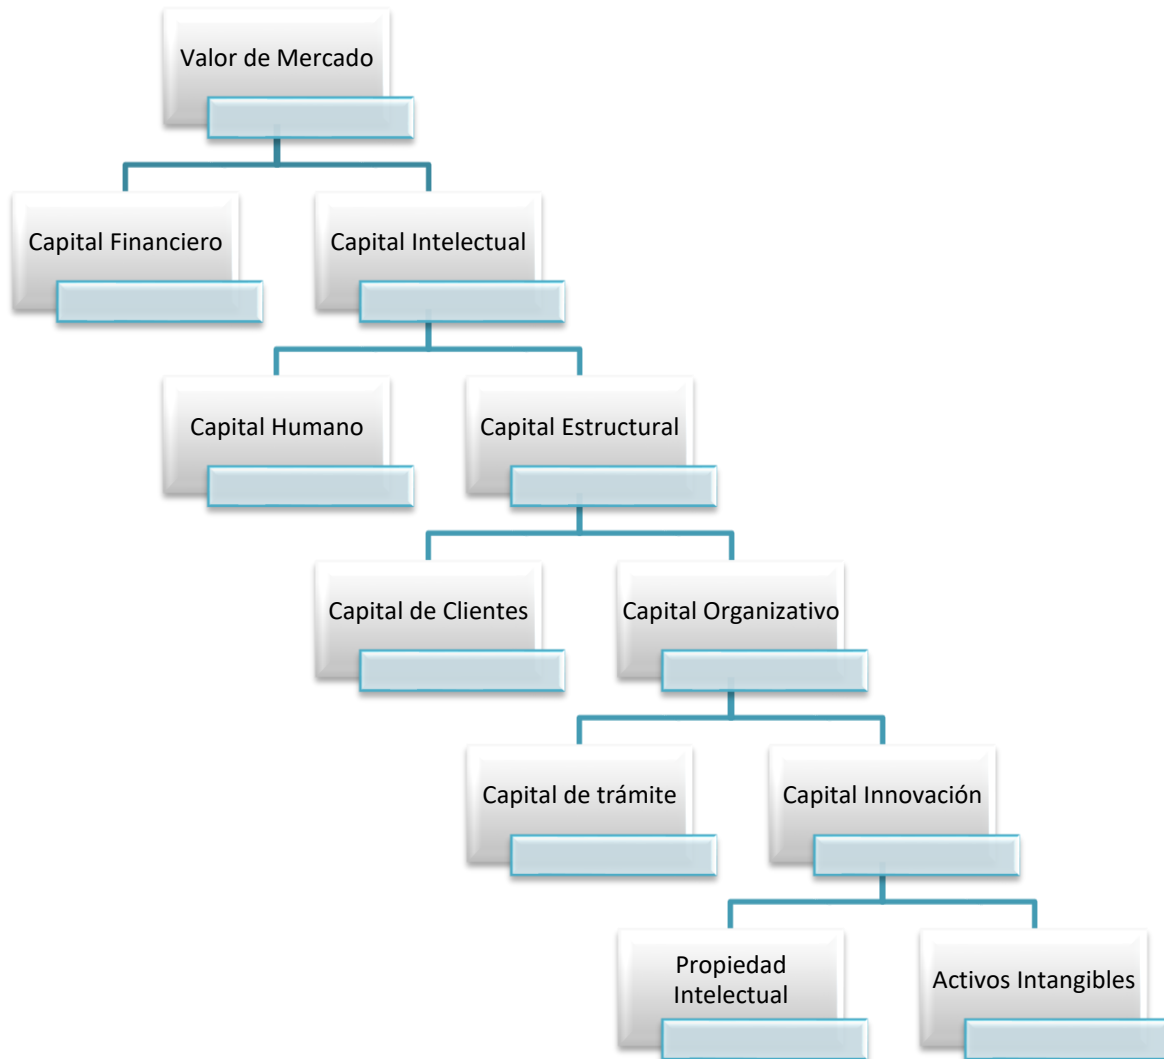 Valor de Mercado
Capital Financiero
Capital Intelectual
Capital Humano
Capital Estructural
Capital de Clientes
Capital Organizativo
Capital de trámite
Capital Innovación
Propiedad
Intelectual
Activos Intangibles